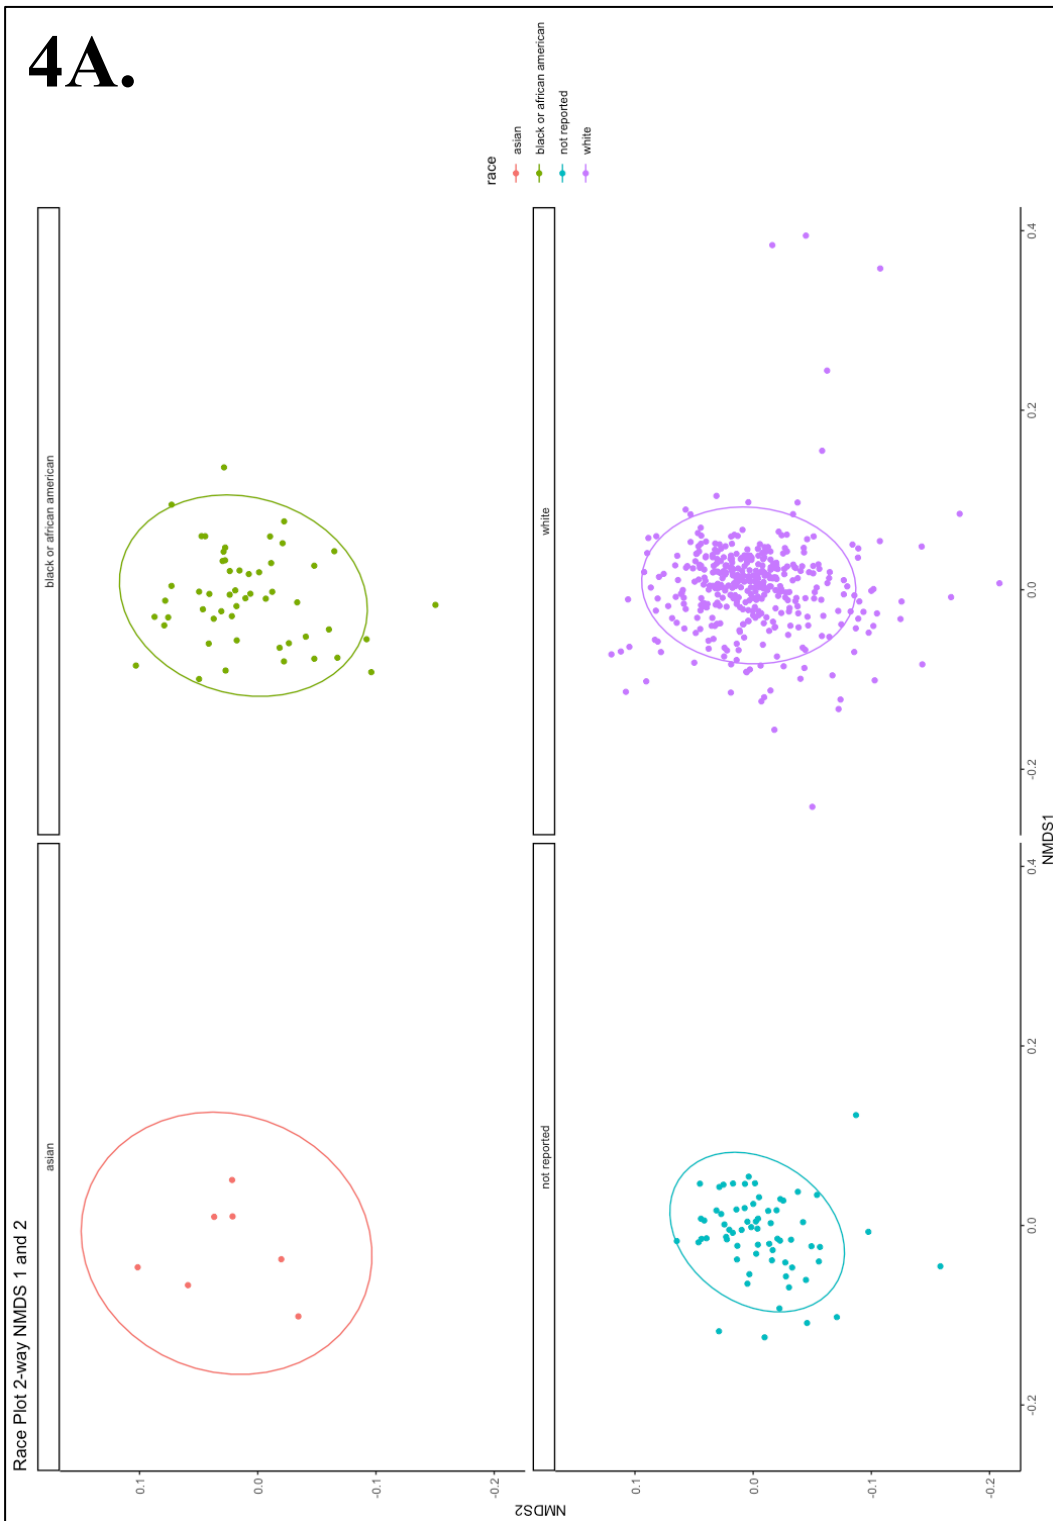 4A.
Race Plot 2-way NMDS 1 and 2
asian
black or african american
0.1
0.0
-0.1
-0.2
not reported
white
0.1
0.0
-0.1
-0.2
NMDS2
-0.2
0.0
0.2
0.4
-0.2
0.0
0.2
0.4
NMDS1
race
asian
black or african american
not reported
white